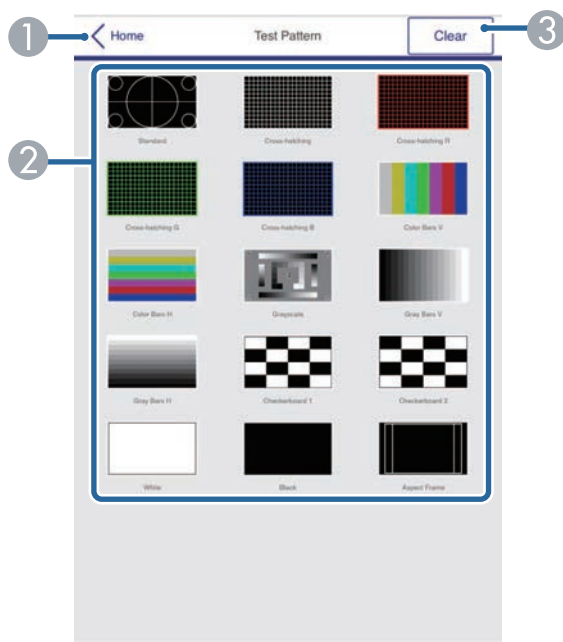 1 Home Test Pattern Clear 3
2
Standard Cross-hatching Cross-hatching R
Cross-hatching G Cross-hatching B Color Bars V
Color Bars H Grayscale Gray Bars V
Gray Bars H Checkerboard 1 Checkerboard 2
White Black Aspect Frame